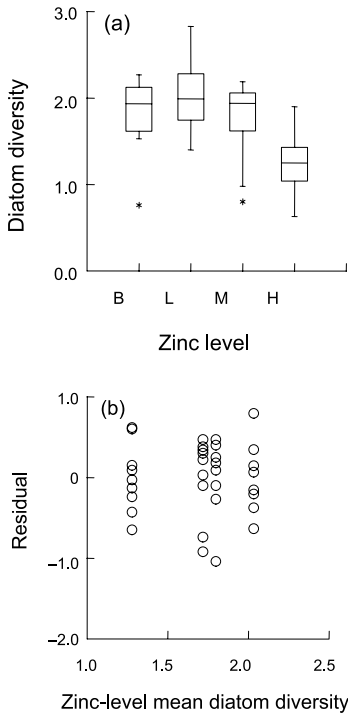 (a)
3.0
2.0
1.0
0.0
Diatom diversity
B L M H
Zinc level
(b)
1.0
0
–1.0
–2.0
Residual
1.0 1.5 2.0 2.5
Zinc-level mean diatom diversity